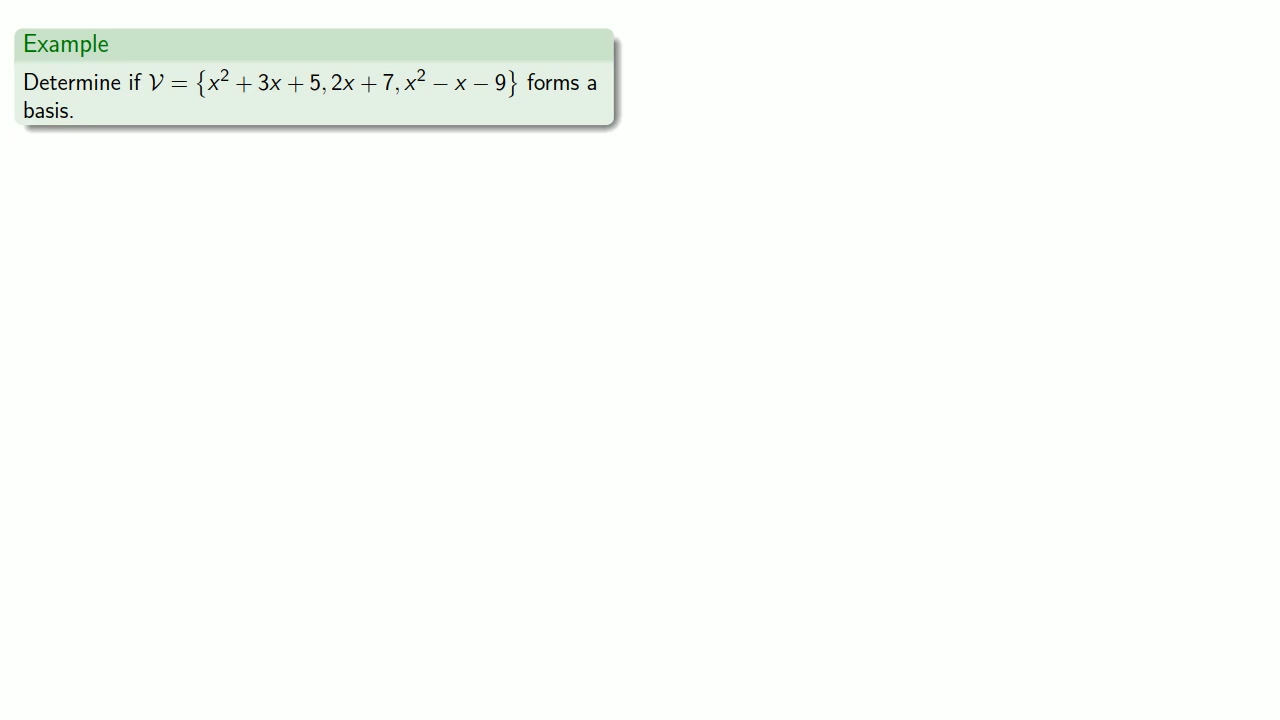 Example
Determine if 𝒱 = {x² + 3x + 5, 2x + 7, x² − x − 9} forms a
basis.